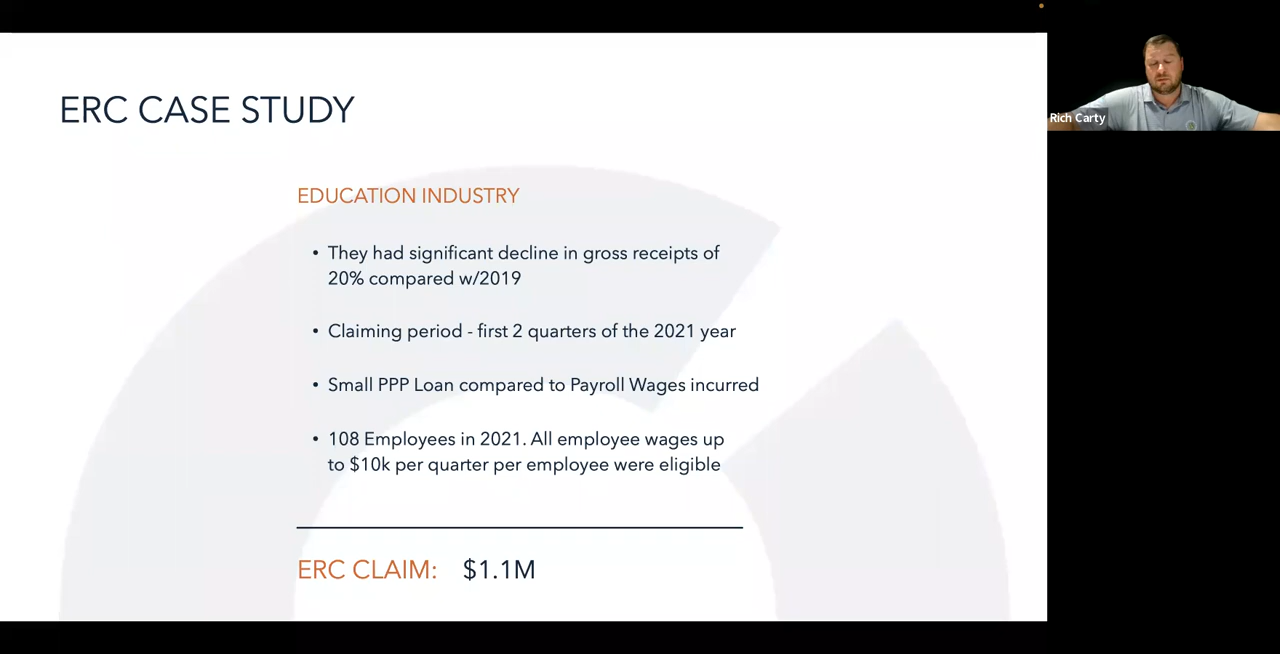 ERC CASE STUDY
EDUCATION INDUSTRY
• They had significant decline in gross receipts of
20% compared w/2019
• Claiming period - first 2 quarters of the 2021 year
• Small PPP Loan compared to Payroll Wages incurred
• 108 Employees in 2021. All employee wages up
to $10k per quarter per employee were eligible
ERC CLAIM: $1.1M
Rich Carty